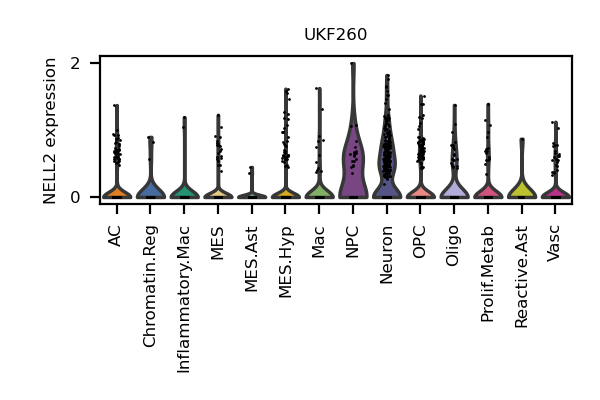 UKF260
NELL2 expression
2
0
AC
Chromatin.Reg
Inflammatory.Mac
MES
MES.Ast
MES.Hyp
Mac
NPC
Neuron
OPC
Oligo
Prolif.Metab
Reactive.Ast
Vasc